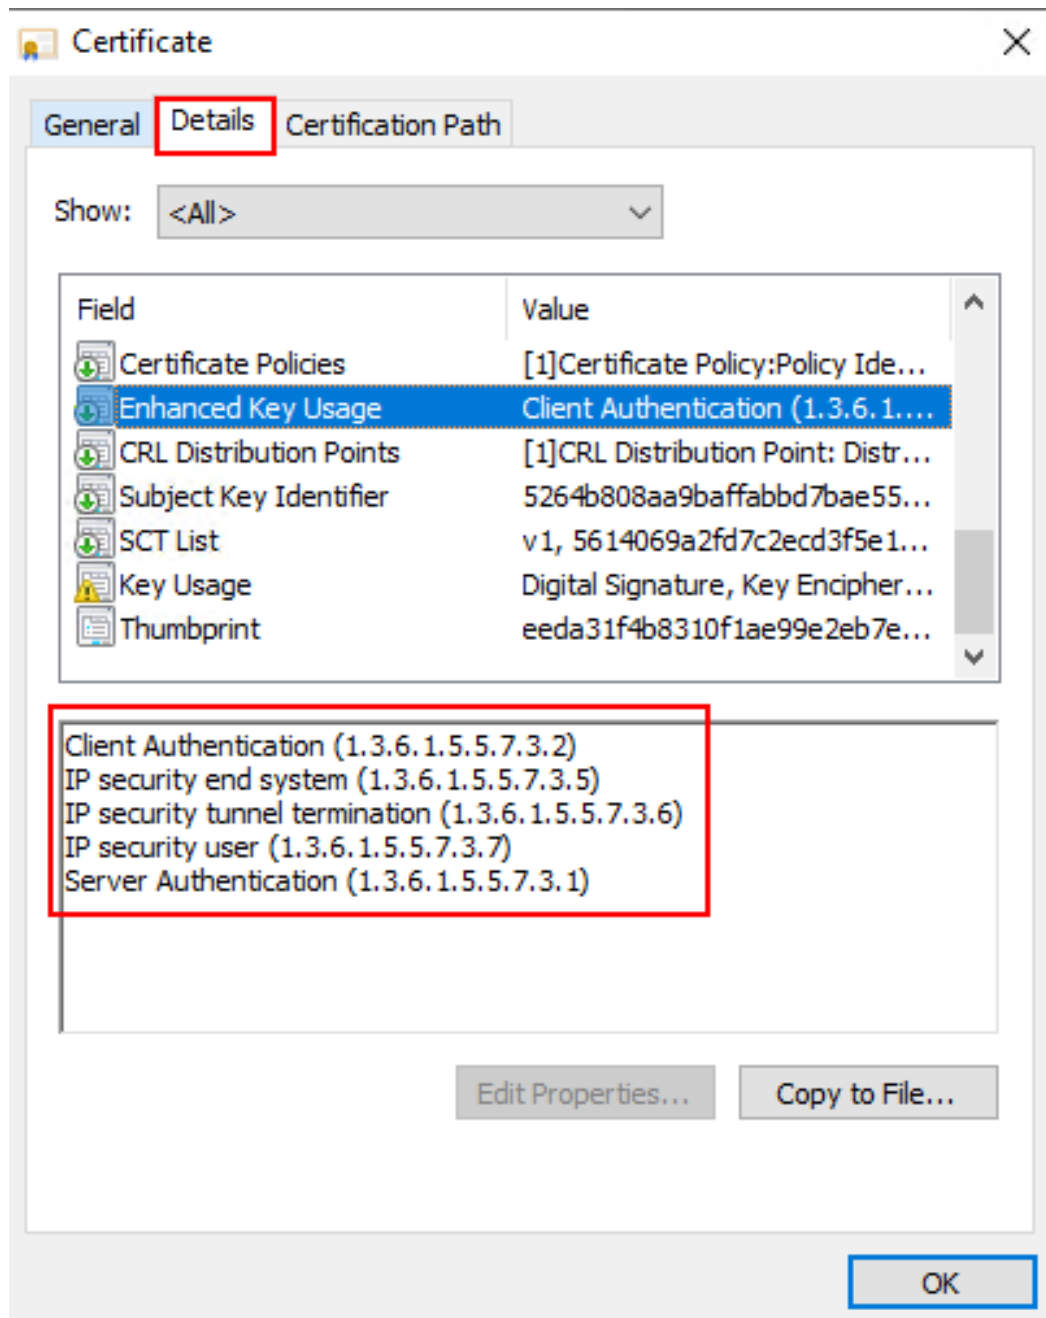 Certificate
General Details Certification Path
Show: <All>
Field Value
Certificate Policies [1]Certificate Policy:Policy Ide...
Enhanced Key Usage Client Authentication (1.3.6.1....
CRL Distribution Points [1]CRL Distribution Point: Distr...
Subject Key Identifier 5264b808aa9baffabbd7bae55...
SCT List v1, 5614069a2fd7c2ecd3f5e1...
Key Usage Digital Signature, Key Encipher...
Thumbprint eeda31f4b8310f1ae99e2eb7e...
Client Authentication (1.3.6.1.5.5.7.3.2)
IP security end system (1.3.6.1.5.5.7.3.5)
IP security tunnel termination (1.3.6.1.5.5.7.3.6)
IP security user (1.3.6.1.5.5.7.3.7)
Server Authentication (1.3.6.1.5.5.7.3.1)
Edit Properties... Copy to File...
OK